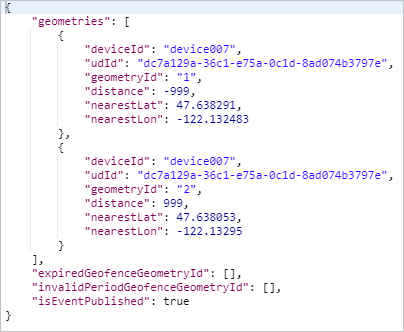 {
    "geometries": [
        {
            "deviceId": "device007",
            "udId": "dc7a129a-36c1-e75a-0c1d-8ad074b3797e",
            "geometryId": "1",
            "distance": -999,
            "nearestLat": 47.638291,
            "nearestLon": -122.132483
        },
        {
            "deviceId": "device007",
            "udId": "dc7a129a-36c1-e75a-0c1d-8ad074b3797e",
            "geometryId": "2",
            "distance": 999,
            "nearestLat": 47.638053,
            "nearestLon": -122.13295
        }
    ],
    "expiredGeofenceGeometryId": [],
    "invalidPeriodGeofenceGeometryId": [],
    "isEventPublished": true
}